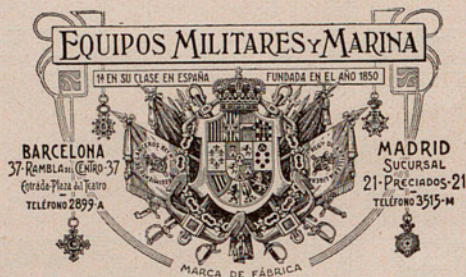 EQUIPOS MILITARES Y MARINA
1ª EN SU CLASE EN ESPAÑA
FUNDADA EN EL AÑO 1850
BARCELONA
37-RAMBLA DEL CENTRO-37
Entrada-Plaza del Teatro
TELÉFONO 2899-A
MADRID
SUCURSAL
21-PRECIADOS-21
TELÉFONO 3515-M
MARCA DE FÁBRICA